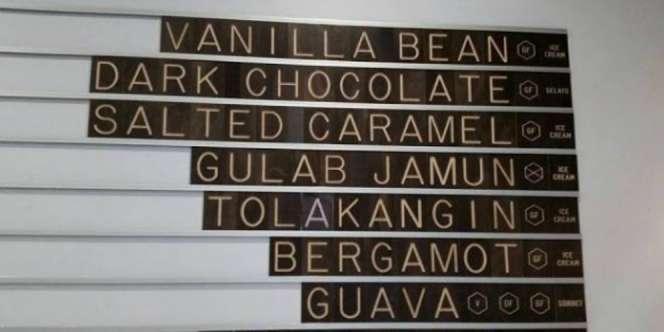 VANILLA BEAN GF ICE CREAM
DARK CHOCOLATE GF GELATO
SALTED CARAMEL GF ICE CREAM
GULAB JAMUN ICE CREAM
TOLAKANGIN GF ICE CREAM
BERGAMOT GF ICE CREAM
GUAVA V DF GF SORBET